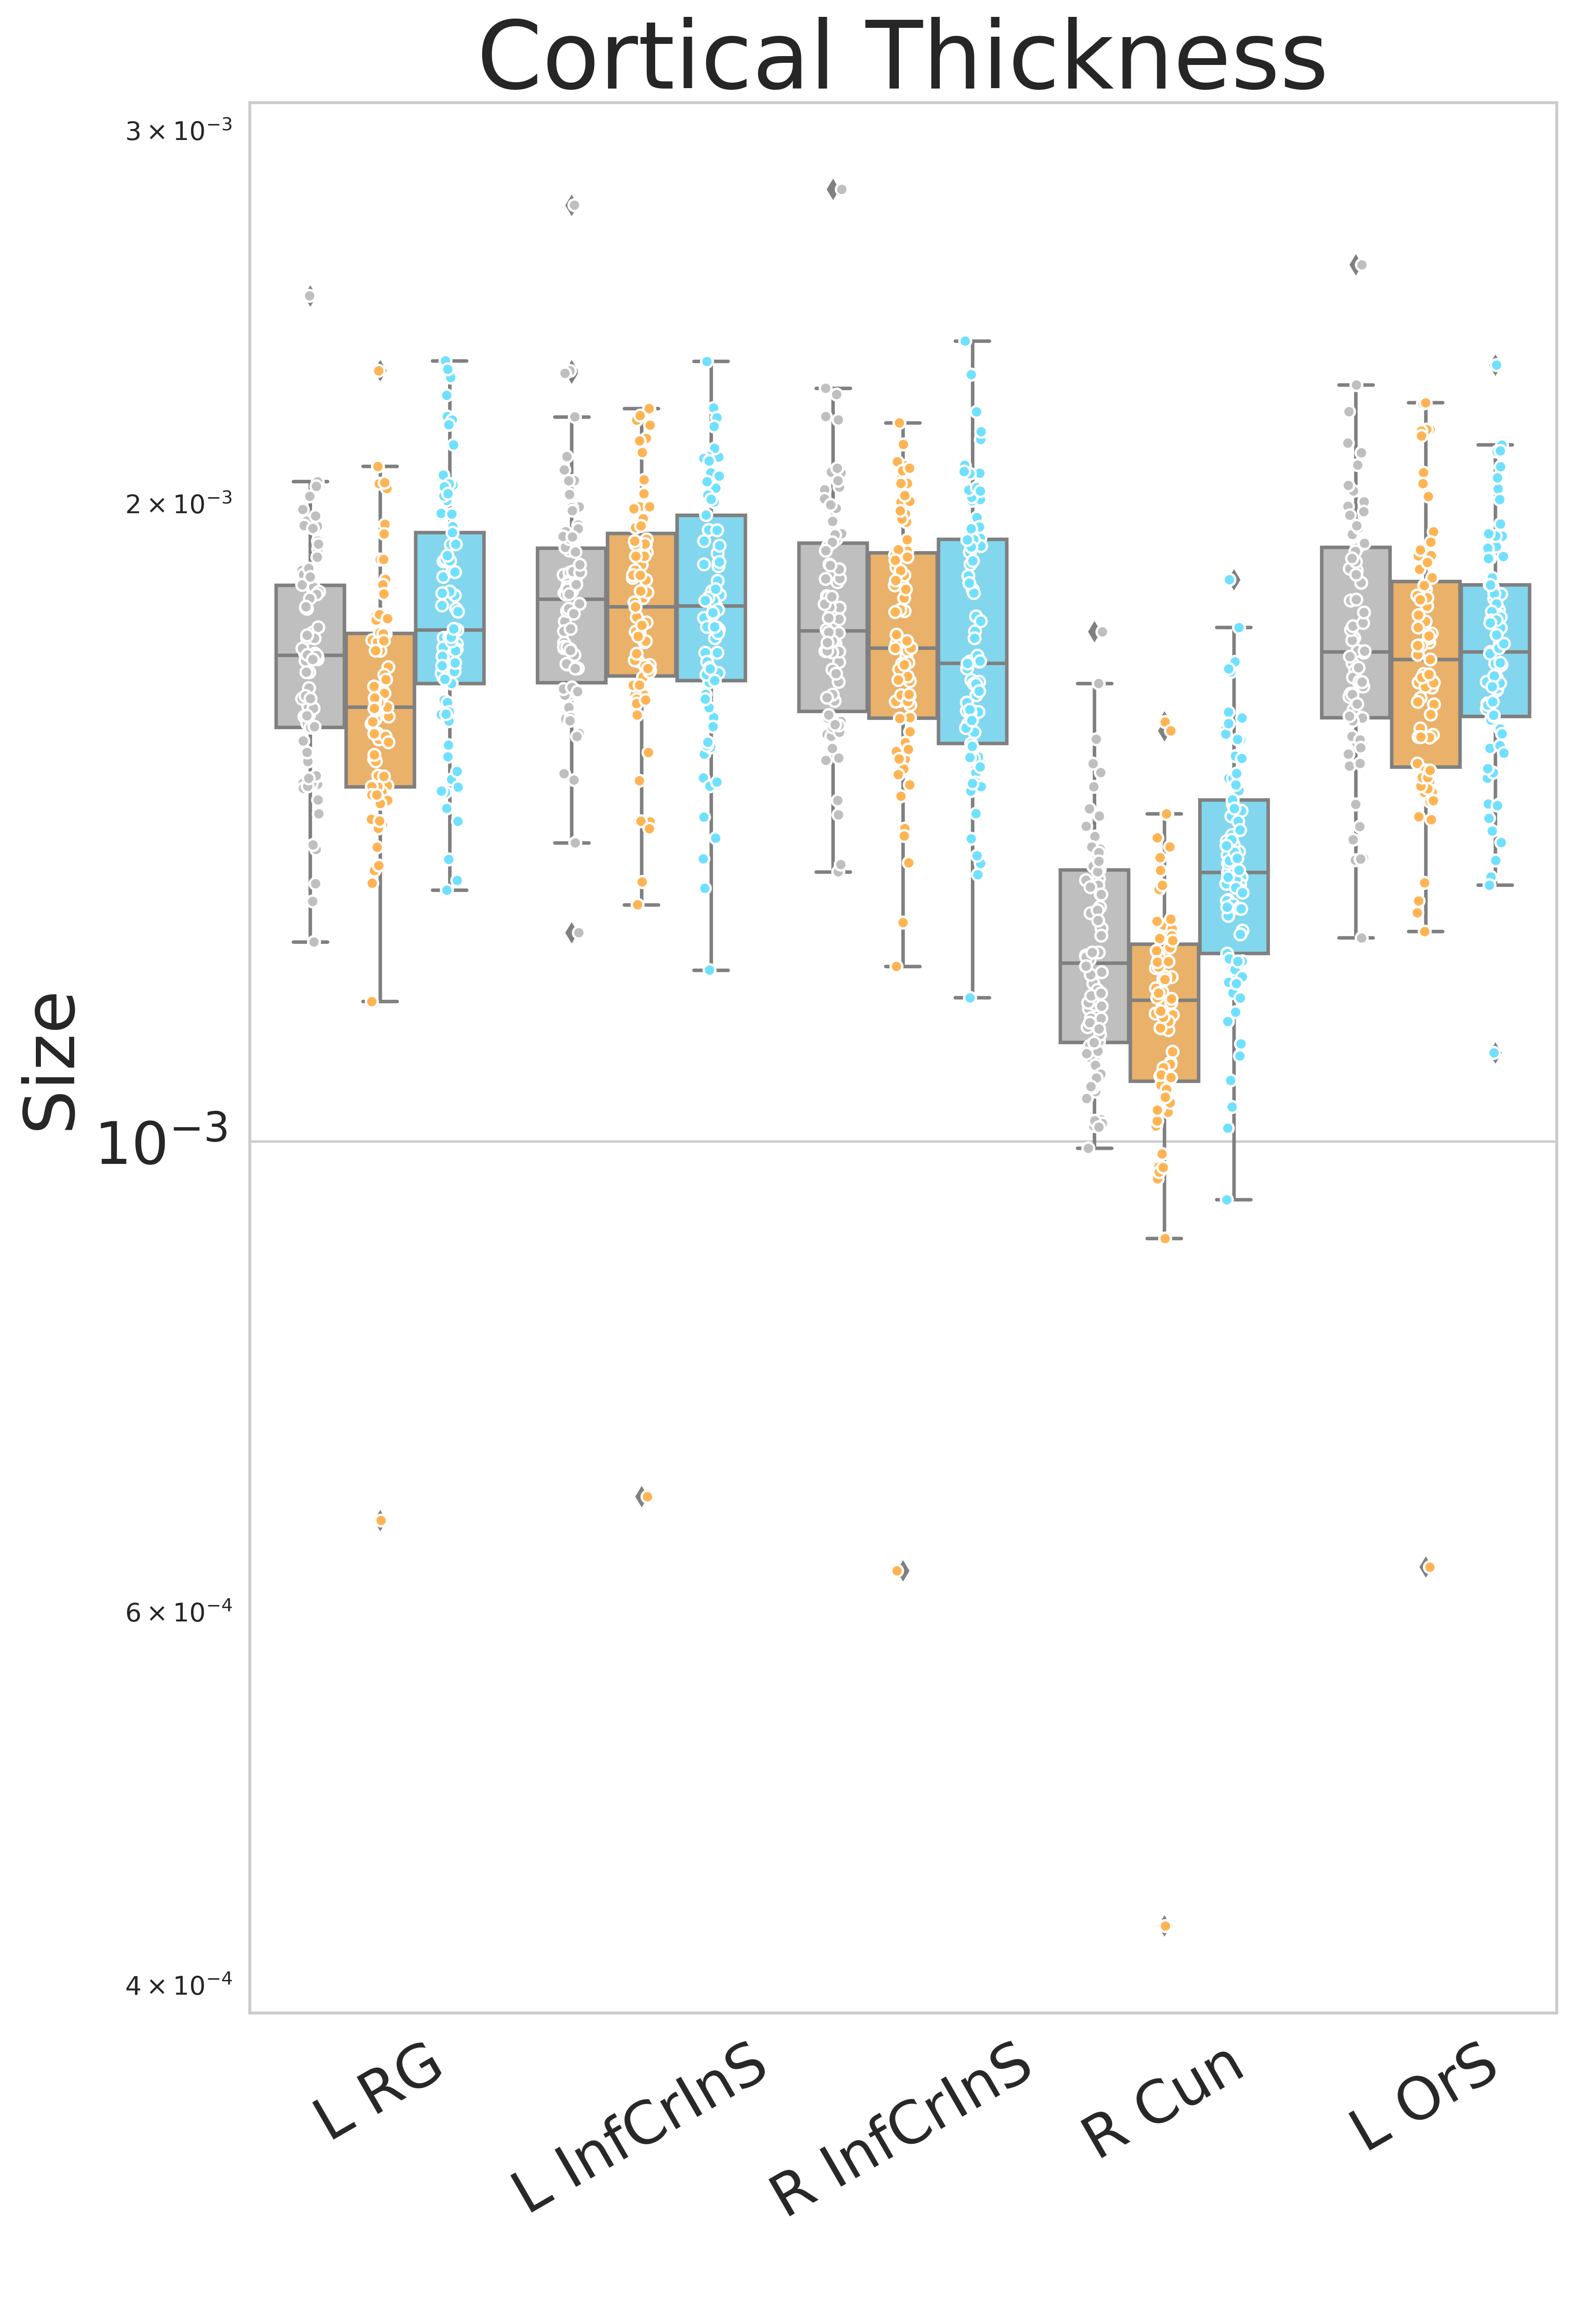 Cortical Thickness
3 × 10⁻³
2 × 10⁻³
Size
10⁻³
6 × 10⁻⁴
4 × 10⁻⁴
L RG
L InfCrInS
R InfCrInS
R Cun
L OrS